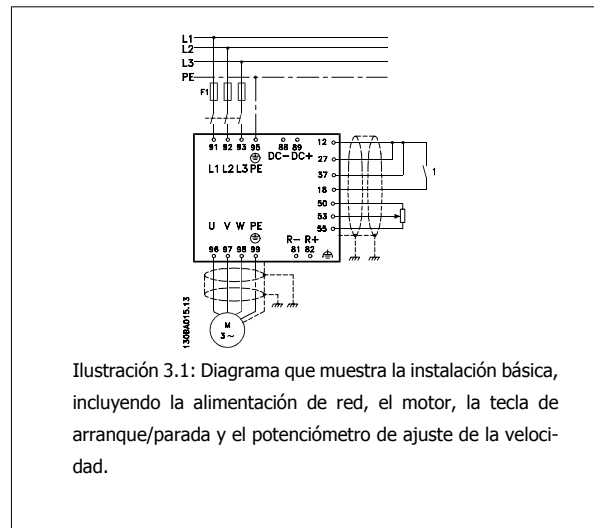 L1
L2
L3
PE
F1
91 92 93 95
88 89
DC- DC+
L1 L2 L3 PE
12
27
37
18
1
50
53
55
U V W PE
R- R+
96 97 98 99
81 82
M
3~
130BA015.13
Ilustración 3.1: Diagrama que muestra la instalación básica,
incluyendo la alimentación de red, el motor, la tecla de
arranque/parada y el potenciómetro de ajuste de la veloci-
dad.